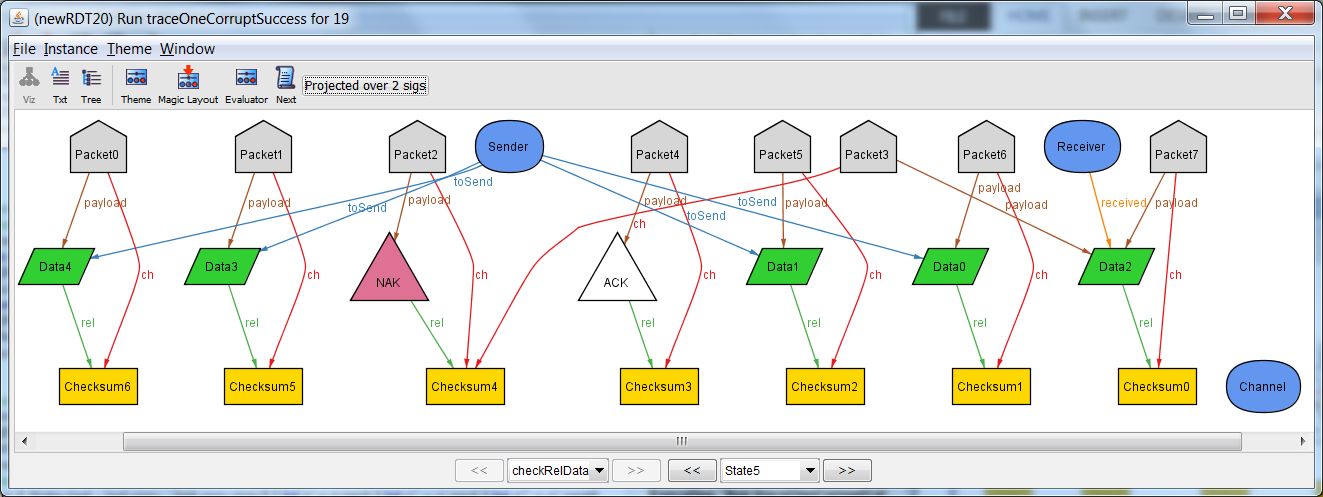 (newRDT20) Run traceOneCorruptSuccess for 19
File Instance Theme Window
Viz Txt Tree Theme Magic Layout Evaluator Next Projected over 2 sigs
Packet0 Packet1 Packet2 Sender Packet4 Packet5 Packet3 Packet6 Receiver Packet7
toSend payload
payload payload toSend payload payload toSend toSend payload payload received payload
ch
Data4 Data3 NAK ACK Data1 Data0 Data2
ch ch ch ch ch ch ch
rel rel rel rel rel rel rel
Checksum6 Checksum5 Checksum4 Checksum3 Checksum2 Checksum1 Checksum0 Channel
<< checkRelData >> << State5 >>